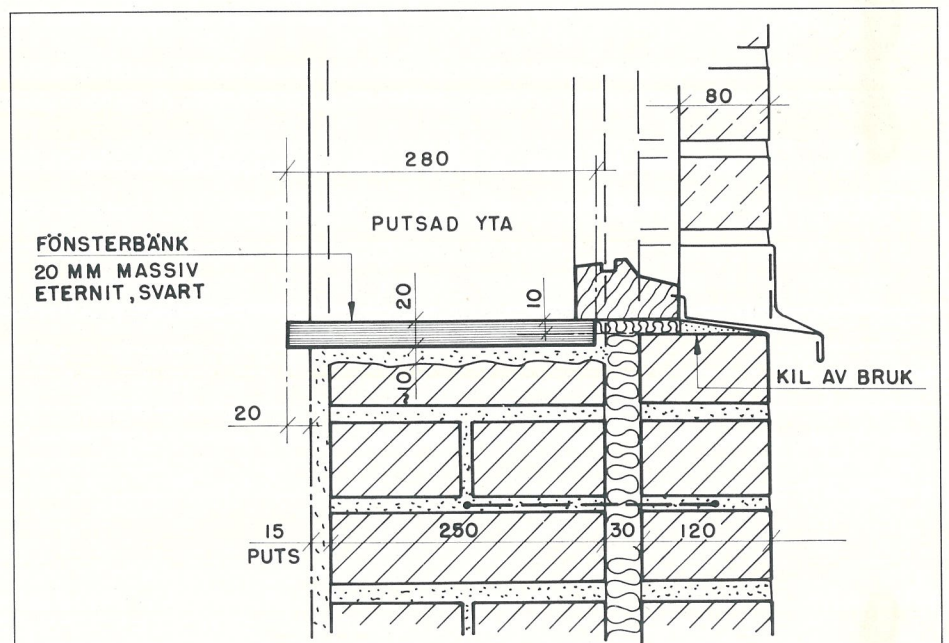 80
280
PUTSAD YTA
FÖNSTERBÄNK
20 MM MASSIV
ETERNIT, SVART
20
10
KIL AV BRUK
~10
20
15
PUTS
250
30
120